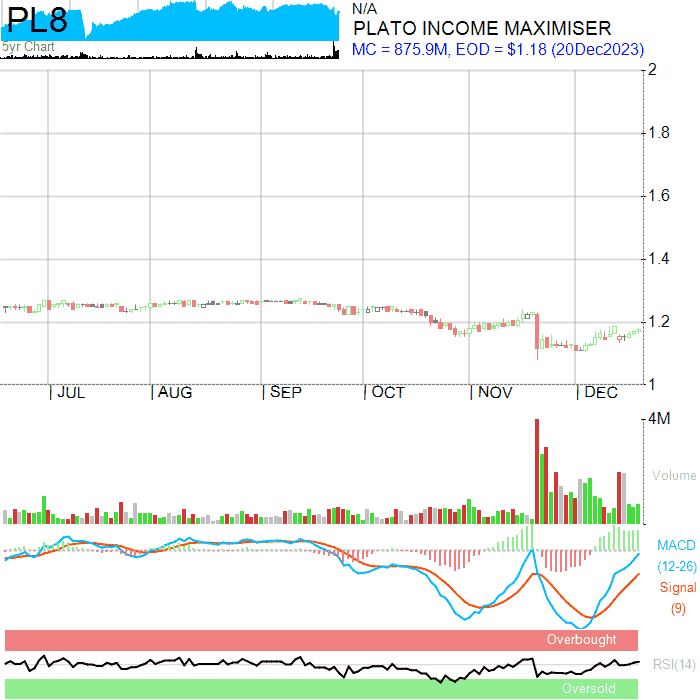 PL8
5yr Chart
N/A
PLATO INCOME MAXIMISER
MC = 875.9M, EOD = $1.18 (20Dec2023)
2
1.8
1.6
1.4
1.2
1
JUL AUG SEP OCT NOV DEC
4M
Volume
MACD
(12-26)
Signal
(9)
Overbought
RSI(14)
Oversold